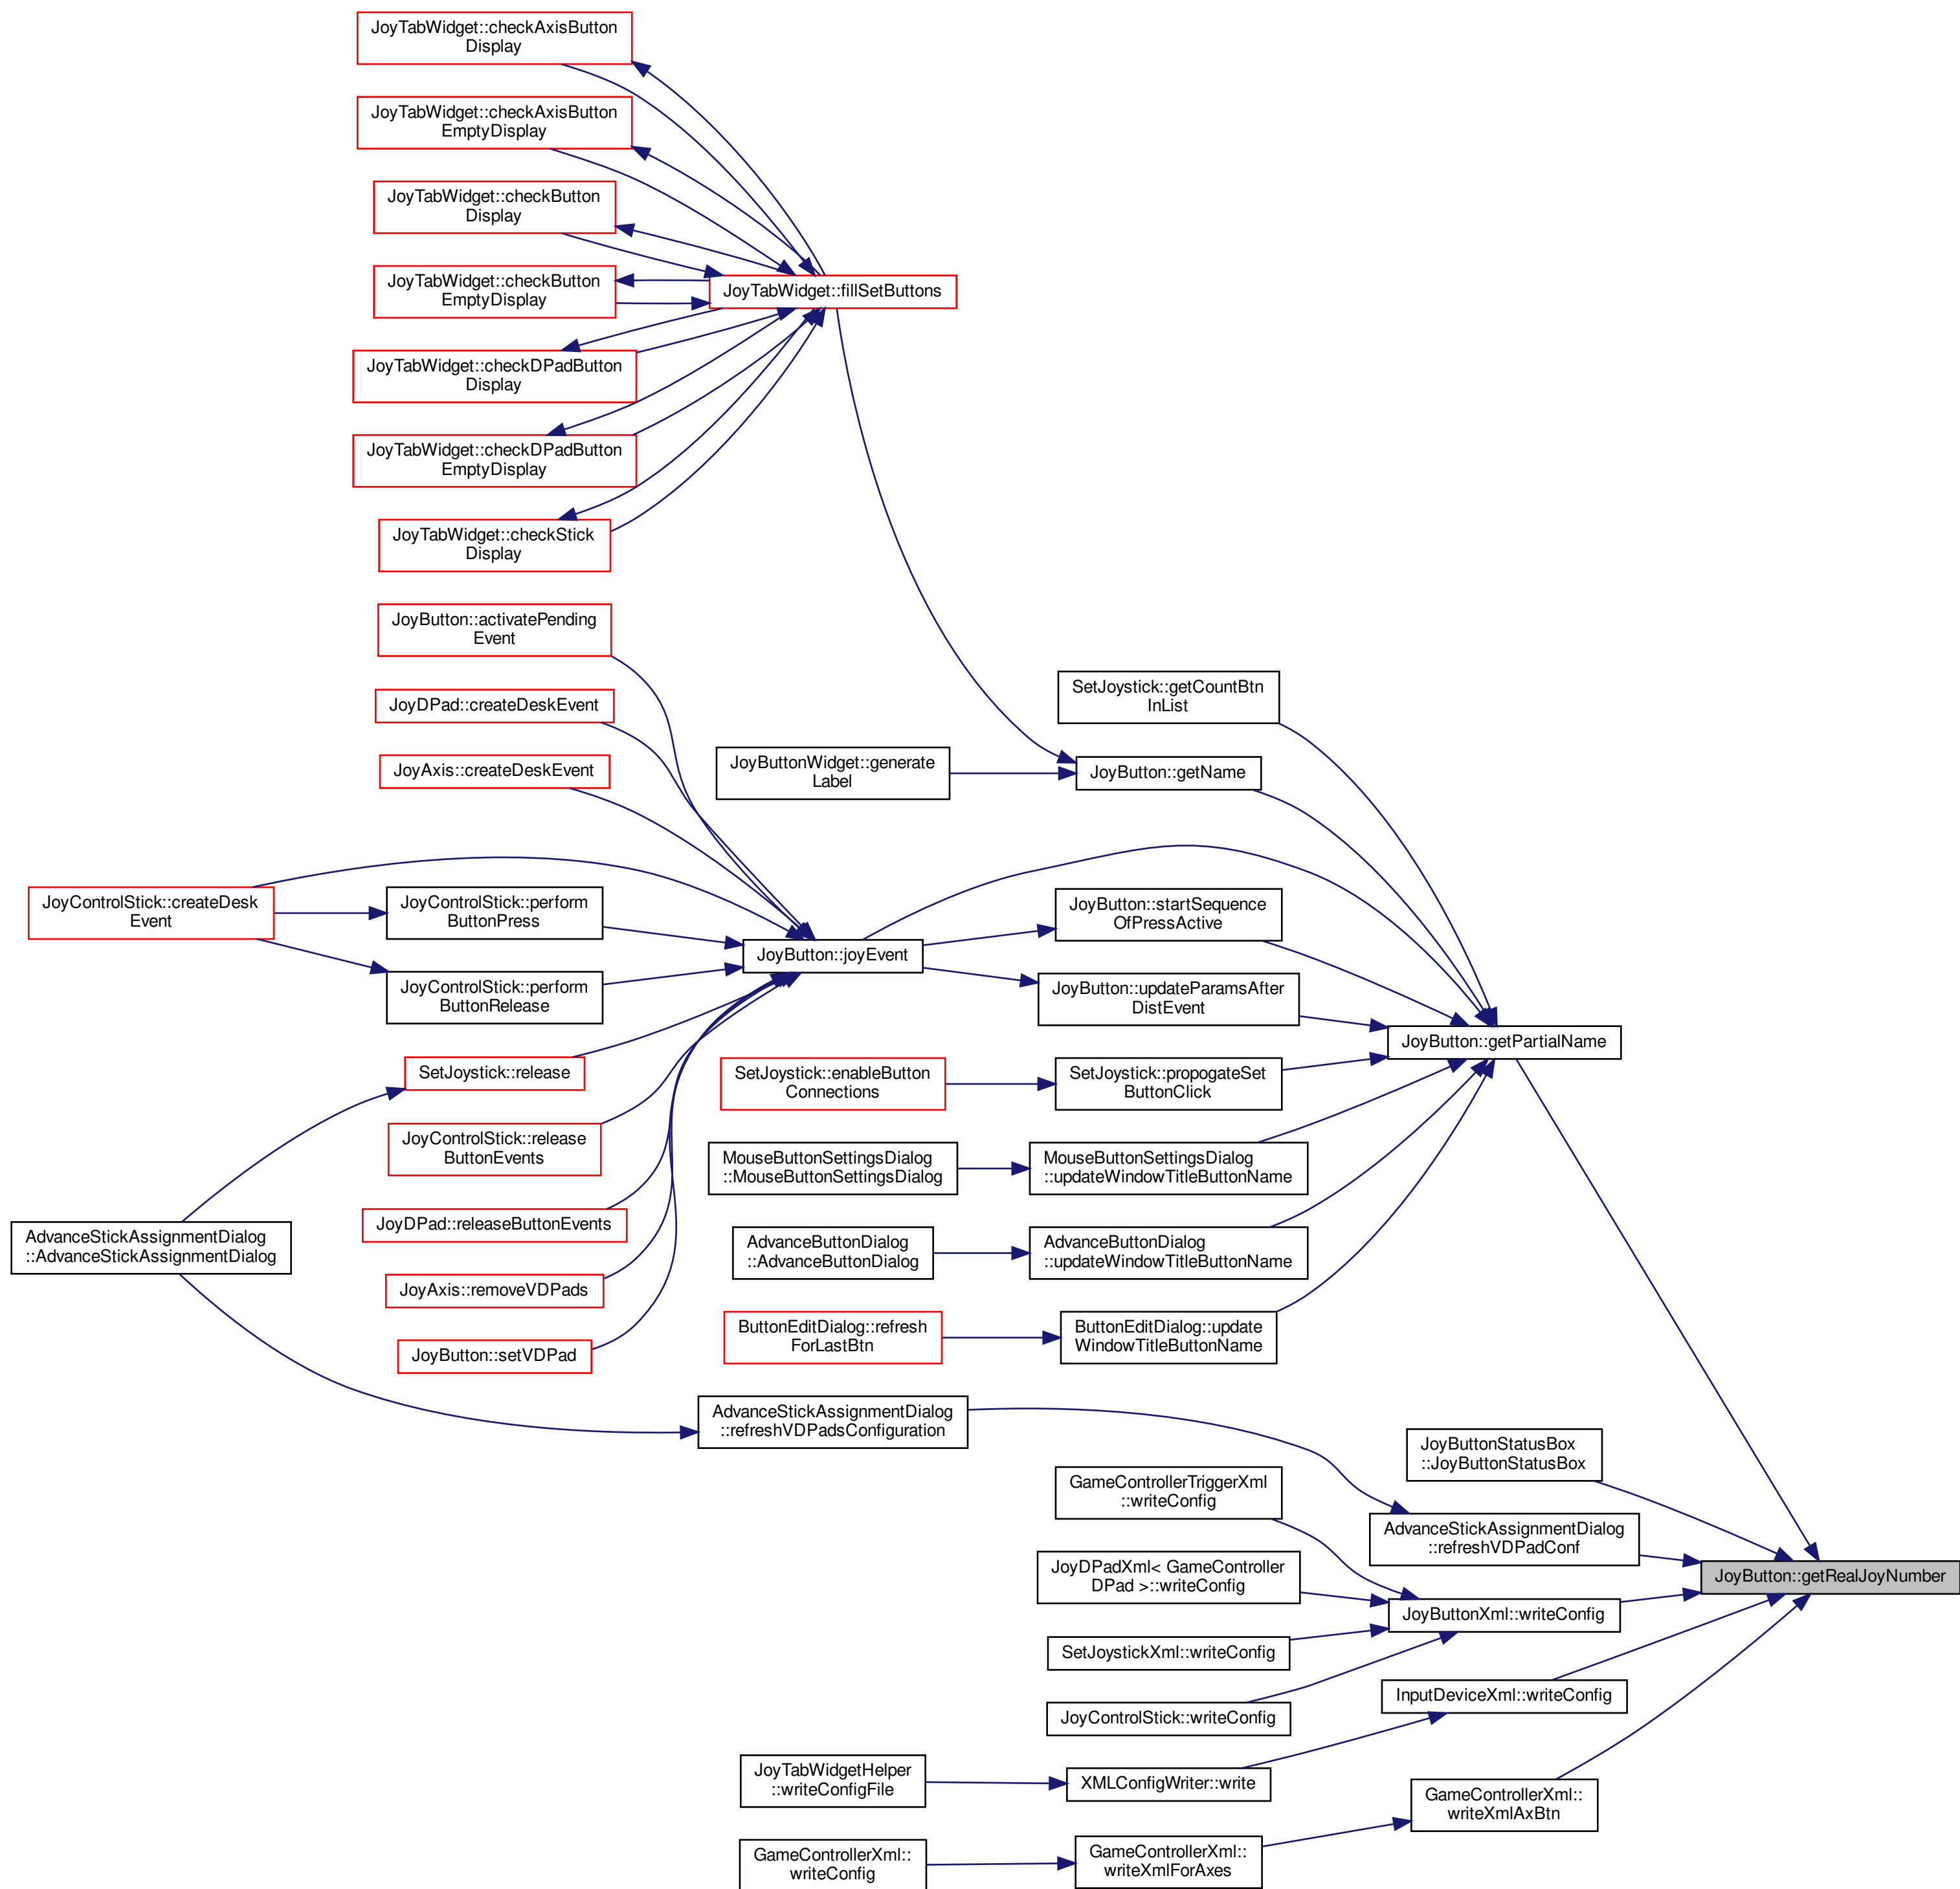 JoyTabWidget::checkAxisButton
Display
JoyTabWidget::checkAxisButton
EmptyDisplay
JoyTabWidget::checkButton
Display
JoyTabWidget::checkButton
EmptyDisplay
JoyTabWidget::fillSetButtons
JoyTabWidget::checkDPadButton
Display
JoyTabWidget::checkDPadButton
EmptyDisplay
JoyTabWidget::checkStick
Display
JoyButton::activatePending
Event
JoyDPad::createDeskEvent
JoyAxis::createDeskEvent
SetJoystick::getCountBtn
InList
JoyButtonWidget::generate
Label
JoyButton::getName
JoyControlStick::createDesk
Event
JoyControlStick::perform
ButtonPress
JoyControlStick::perform
ButtonRelease
JoyButton::joyEvent
JoyButton::startSequence
OfPressActive
JoyButton::updateParamsAfter
DistEvent
JoyButton::getPartialName
SetJoystick::release
SetJoystick::enableButton
Connections
SetJoystick::propogateSet
ButtonClick
JoyControlStick::release
ButtonEvents
MouseButtonSettingsDialog
::MouseButtonSettingsDialog
MouseButtonSettingsDialog
::updateWindowTitleButtonName
JoyDPad::releaseButtonEvents
AdvanceStickAssignmentDialog
::AdvanceStickAssignmentDialog
AdvanceButtonDialog
::AdvanceButtonDialog
AdvanceButtonDialog
::updateWindowTitleButtonName
JoyAxis::removeVDPads
JoyButton::setVDPad
ButtonEditDialog::refresh
ForLastBtn
ButtonEditDialog::update
WindowTitleButtonName
AdvanceStickAssignmentDialog
::refreshVDPadsConfiguration
JoyButtonStatusBox
::JoyButtonStatusBox
GameControllerTriggerXml
::writeConfig
AdvanceStickAssignmentDialog
::refreshVDPadConf
JoyButton::getRealJoyNumber
JoyDPadXml< GameController
DPad >::writeConfig
JoyButtonXml::writeConfig
SetJoystickXml::writeConfig
InputDeviceXml::writeConfig
JoyControlStick::writeConfig
JoyTabWidgetHelper
::writeConfigFile
XMLConfigWriter::write
GameControllerXml::
writeXmlAxBtn
GameControllerXml::
writeConfig
GameControllerXml::
writeXmlForAxes